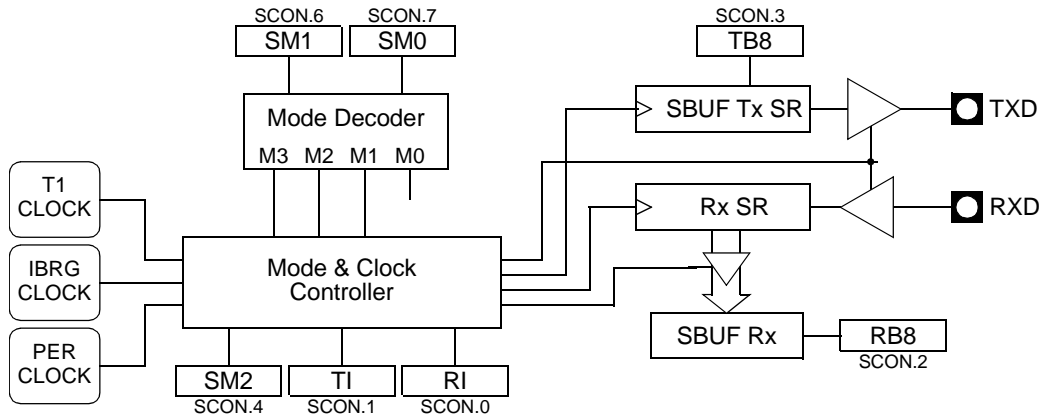 SCON.6 SCON.7
SM1 SM0
SCON.3
TB8
Mode Decoder
M3 M2 M1 M0
SBUF Tx SR
TXD
T1
CLOCK
Rx SR
RXD
IBRG
CLOCK
Mode & Clock
Controller
PER
CLOCK
SBUF Rx
RB8
SCON.2
SM2 TI RI
SCON.4 SCON.1 SCON.0